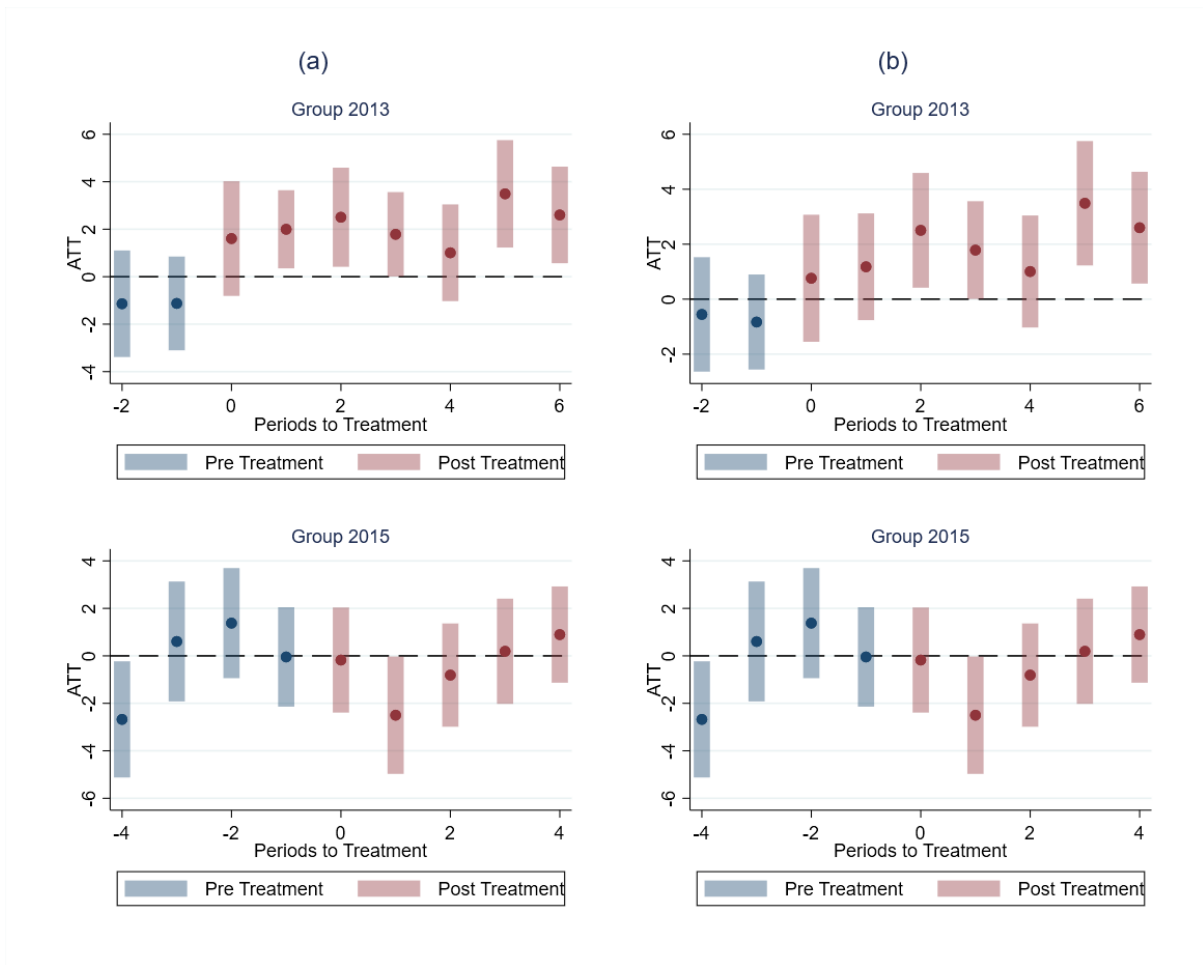 (a)
Group 2013
ATT
6
4
2
0
-2
-4
-2 0 2 4 6
Periods to Treatment
Pre Treatment Post Treatment
Group 2015
ATT
4
2
0
-2
-4
-6
-4 -2 0 2 4
Periods to Treatment
Pre Treatment Post Treatment
(b)
Group 2013
ATT
6
4
2
0
-2
-2 0 2 4 6
Periods to Treatment
Pre Treatment Post Treatment
Group 2015
ATT
4
2
0
-2
-4
-6
-4 -2 0 2 4
Periods to Treatment
Pre Treatment Post Treatment